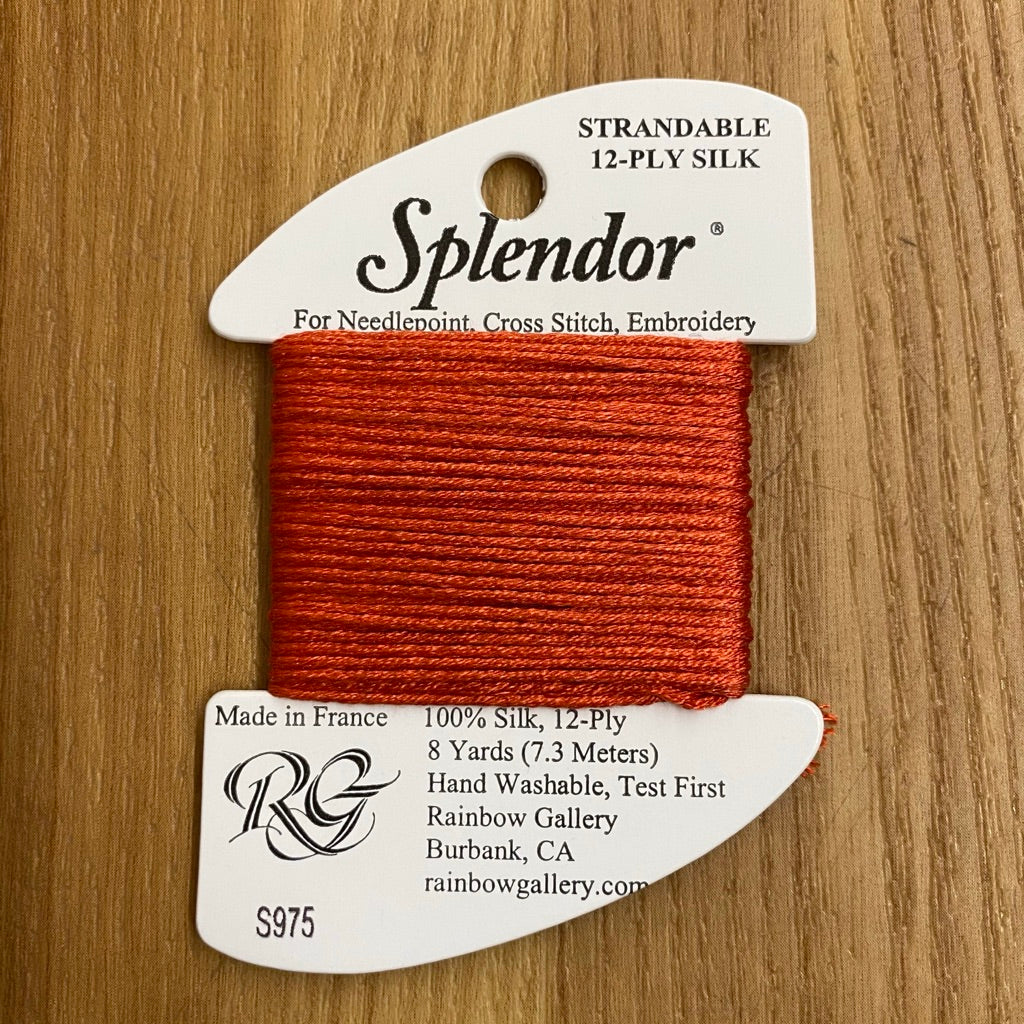 STRANDABLE
12-PLY SILK
Splendor ®
For Needlepoint, Cross Stitch, Embroidery
Made in France
100% Silk, 12-Ply
8 Yards (7.3 Meters)
Hand Washable, Test First
Rainbow Gallery
Burbank, CA
rainbowgallery.com
RG
S975